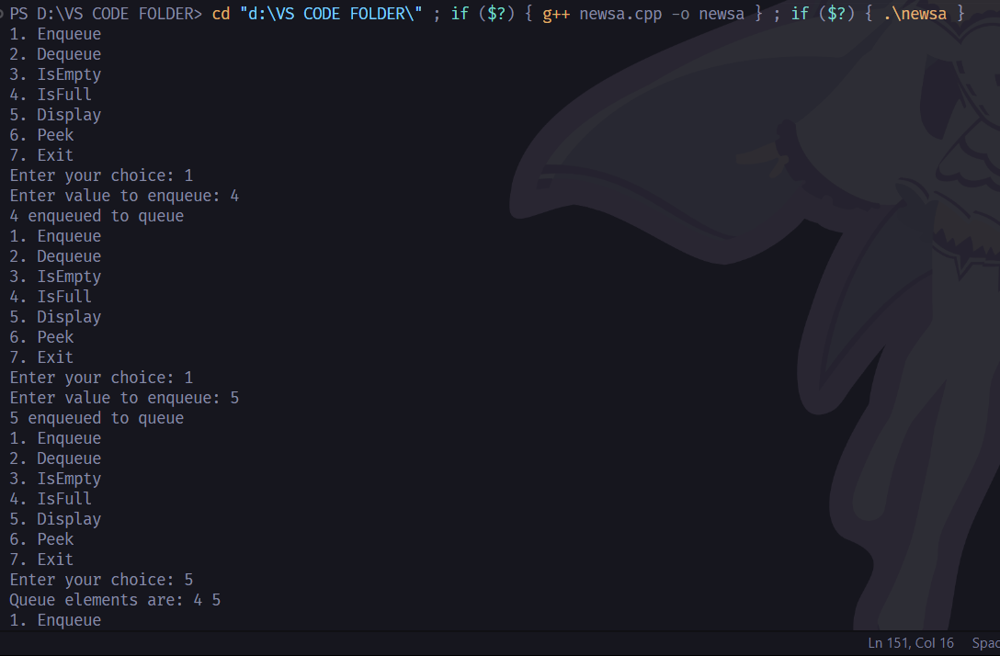 PS D:\VS CODE FOLDER> cd "d:\VS CODE FOLDER\" ; if ($?) { g++ newsa.cpp -o newsa } ; if ($?) { .\newsa }
1. Enqueue
2. Dequeue
3. IsEmpty
4. IsFull
5. Display
6. Peek
7. Exit
Enter your choice: 1
Enter value to enqueue: 4
4 enqueued to queue
1. Enqueue
2. Dequeue
3. IsEmpty
4. IsFull
5. Display
6. Peek
7. Exit
Enter your choice: 1
Enter value to enqueue: 5
5 enqueued to queue
1. Enqueue
2. Dequeue
3. IsEmpty
4. IsFull
5. Display
6. Peek
7. Exit
Enter your choice: 5
Queue elements are: 4 5
1. Enqueue
Ln 151, Col 16 Spac